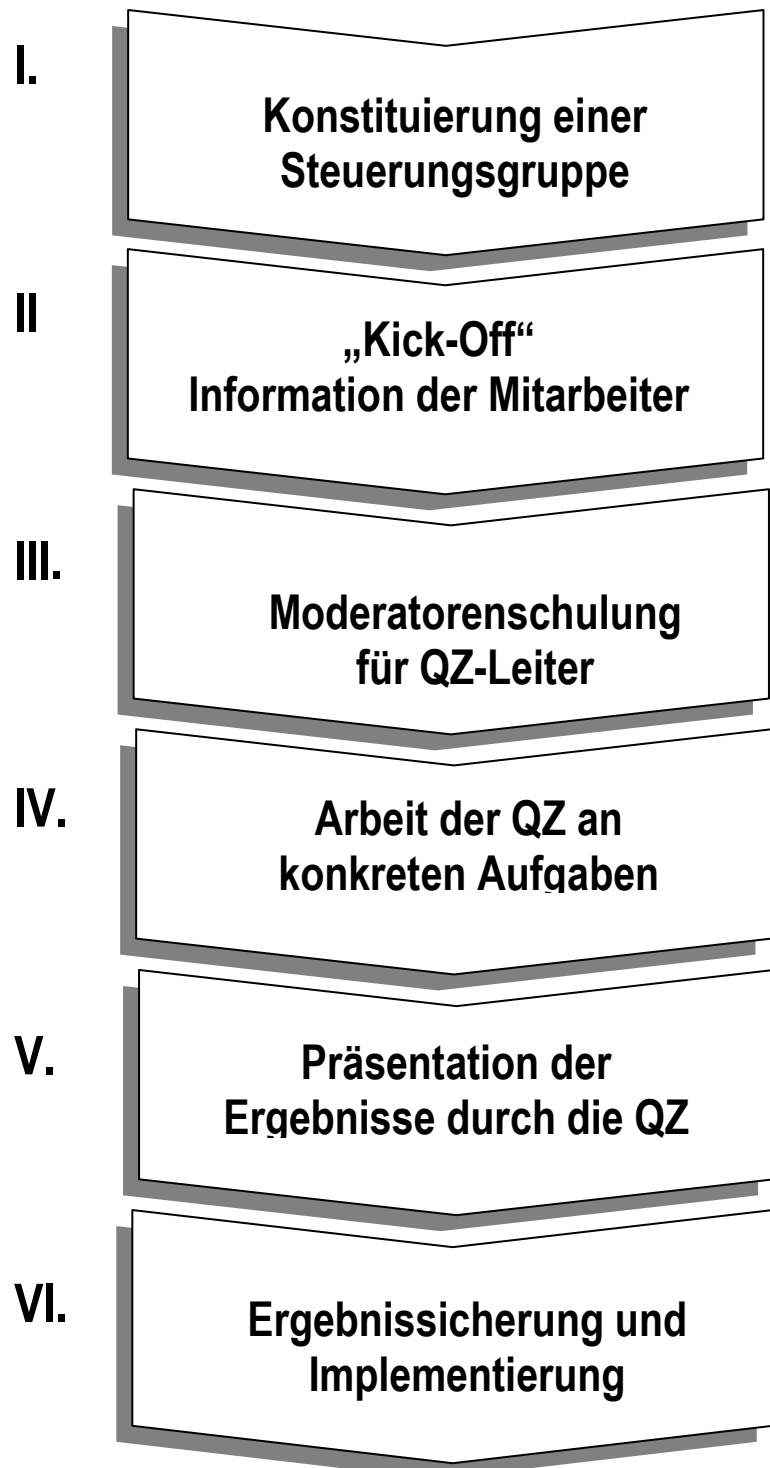 I.
Konstituierung einer
Steuerungsgruppe
II
„Kick-Off“
Information der Mitarbeiter
III.
Moderatorenschulung
für QZ-Leiter
IV.
Arbeit der QZ an
konkreten Aufgaben
V.
Präsentation der
Ergebnisse durch die QZ
VI.
Ergebnissicherung und
Implementierung